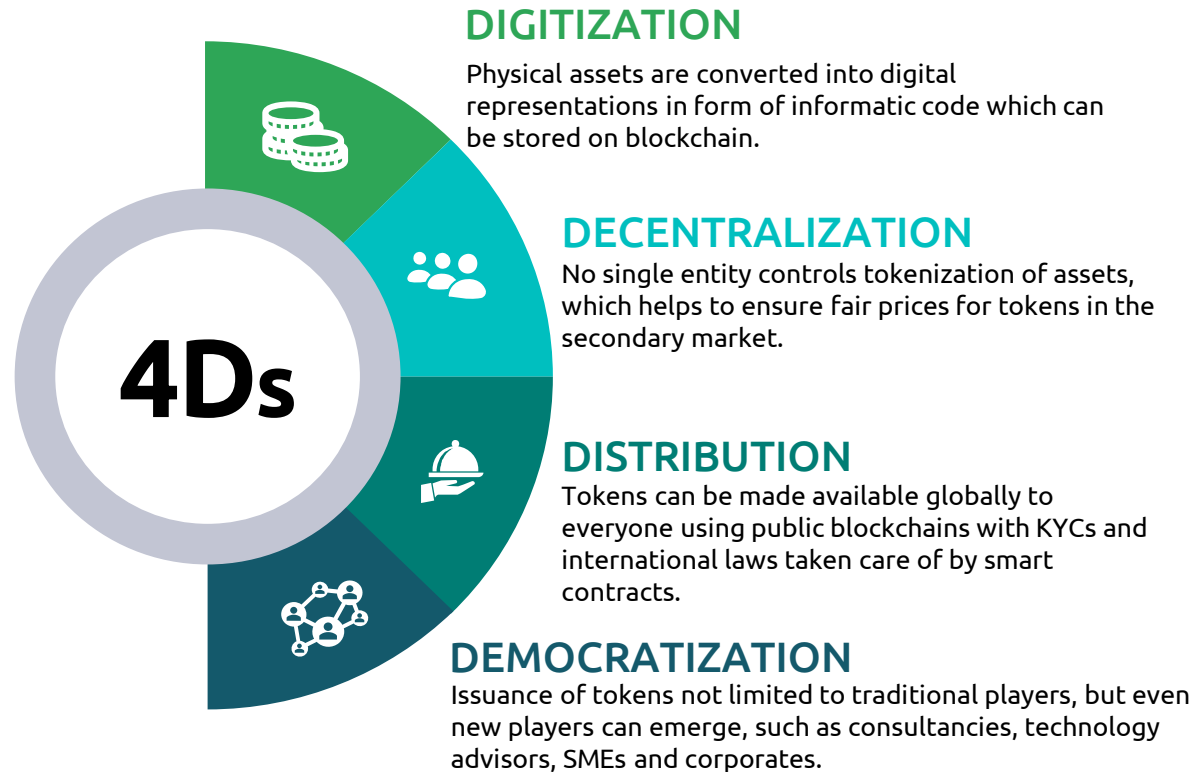 DIGITIZATION
Physical assets are converted into digital
representations in form of informatic code which can
be stored on blockchain.
DECENTRALIZATION
No single entity controls tokenization of assets,
which helps to ensure fair prices for tokens in the
secondary market.
4Ds
DISTRIBUTION
Tokens can be made available globally to
everyone using public blockchains with KYCs and
international laws taken care of by smart
contracts.
DEMOCRATIZATION
Issuance of tokens not limited to traditional players, but even
new players can emerge, such as consultancies, technology
advisors, SMEs and corporates.